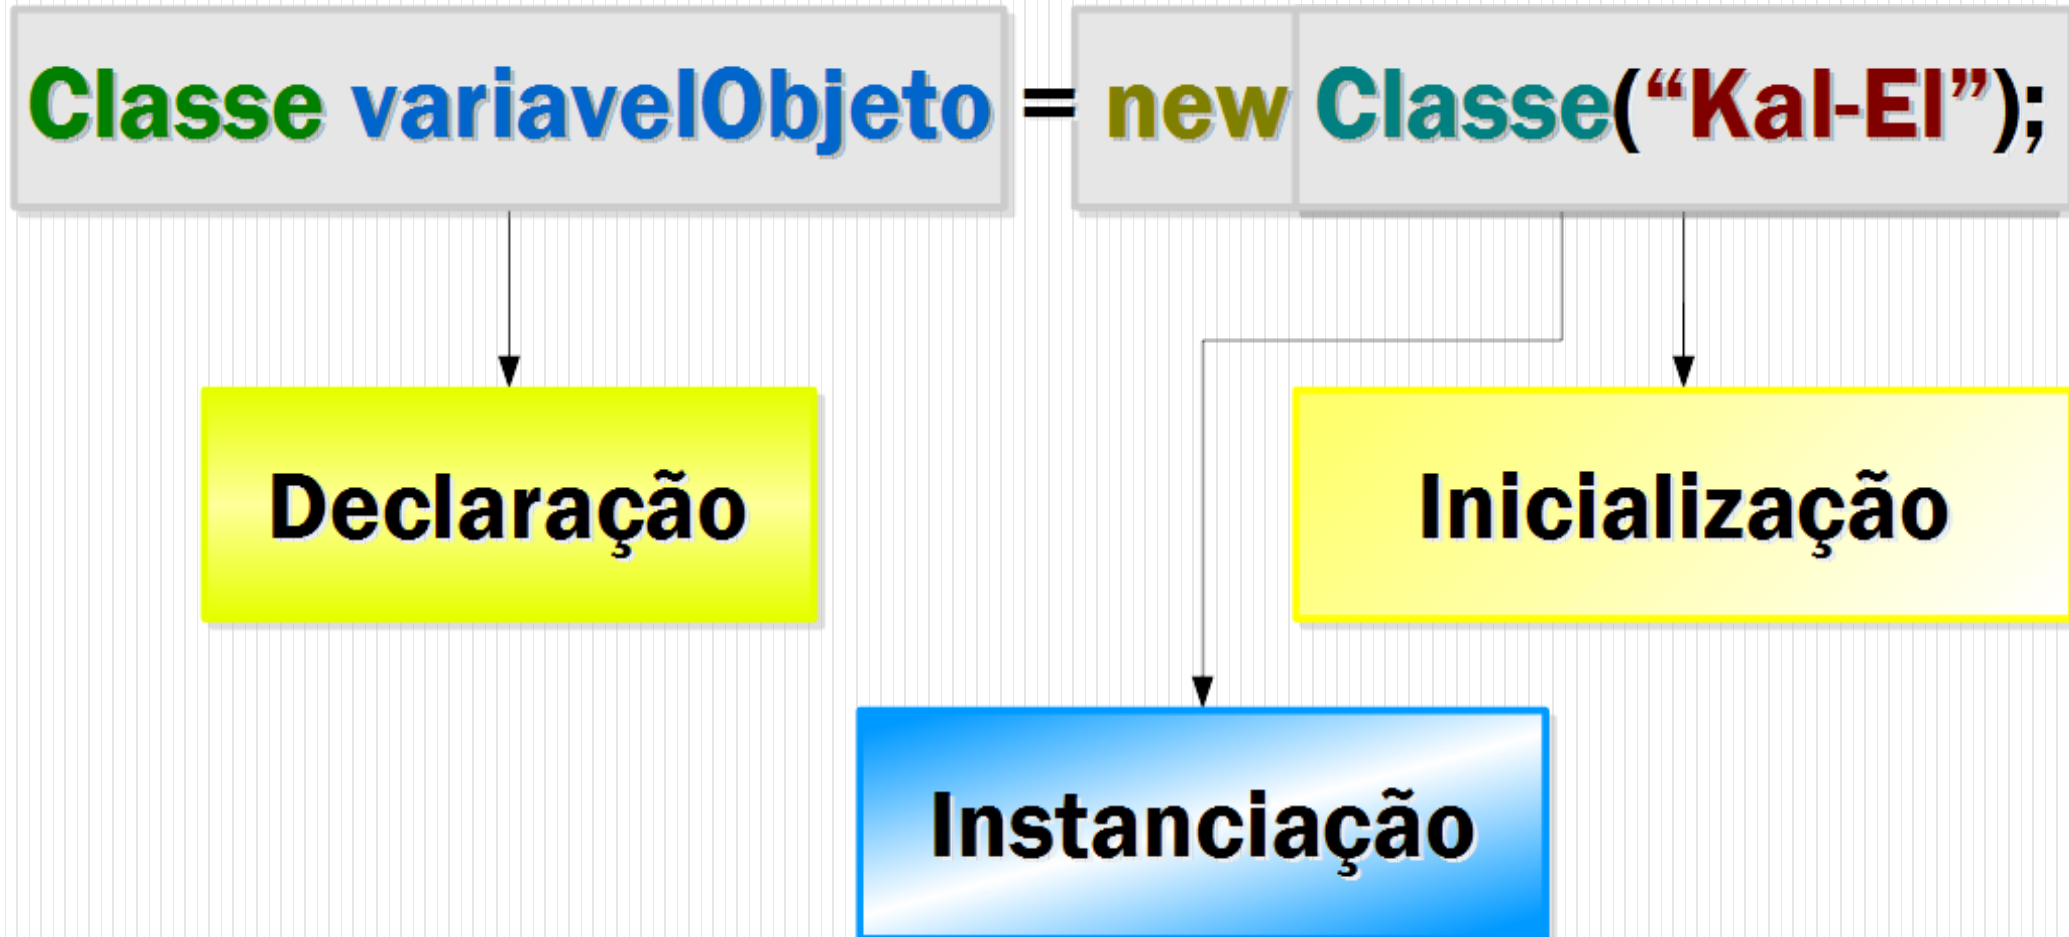 Classe variavelObjeto = new Classe(“Kal-El”);
Declaração
Inicialização
Instanciação